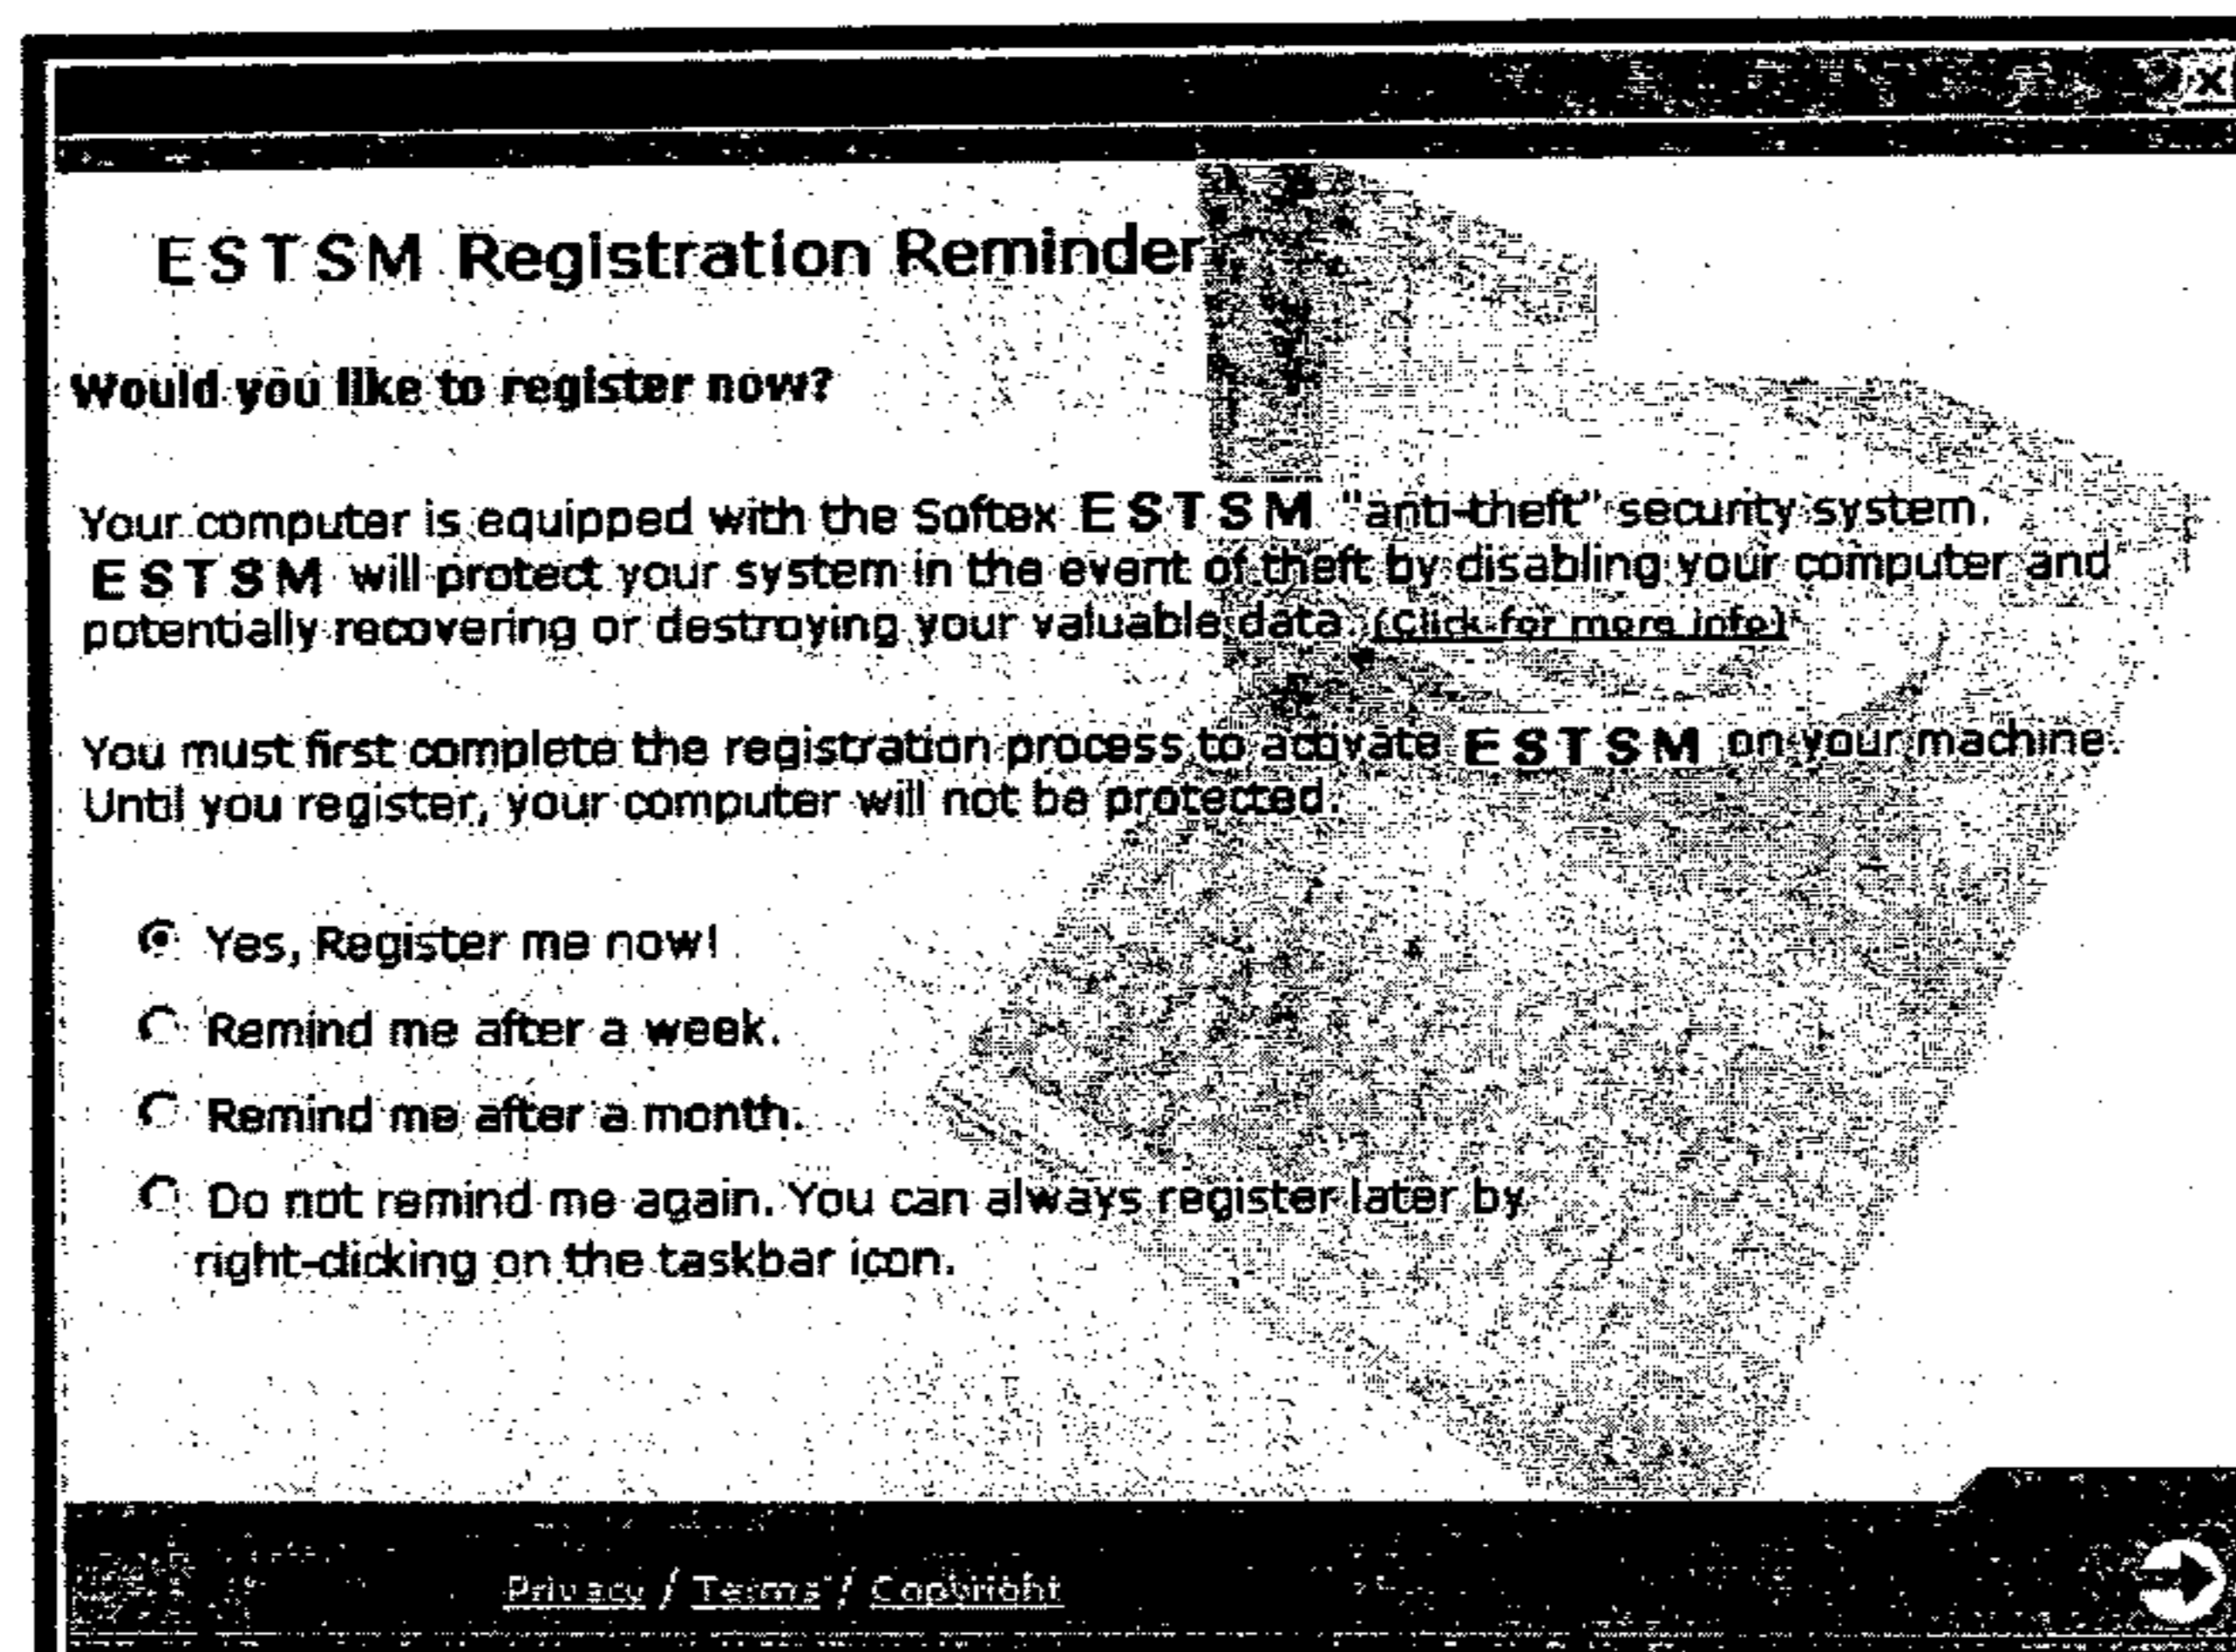 ESTSM Registration Reminder
Would you like to register now?
Your computer is equipped with the Softex ESTSM "anti-theft" security system.
ESTSM will protect your system in the event of theft by disabling your computer and
potentially recovering or destroying your valuable data. (Click for more info)
You must first complete the registration process to activate ESTSM on your machine.
Until you register, your computer will not be protected.
Yes, Register me now!
Remind me after a week.
Remind me after a month.
Do not remind me again. You can always register later by
right-clicking on the taskbar icon.
Privacy / Terms / Copyright